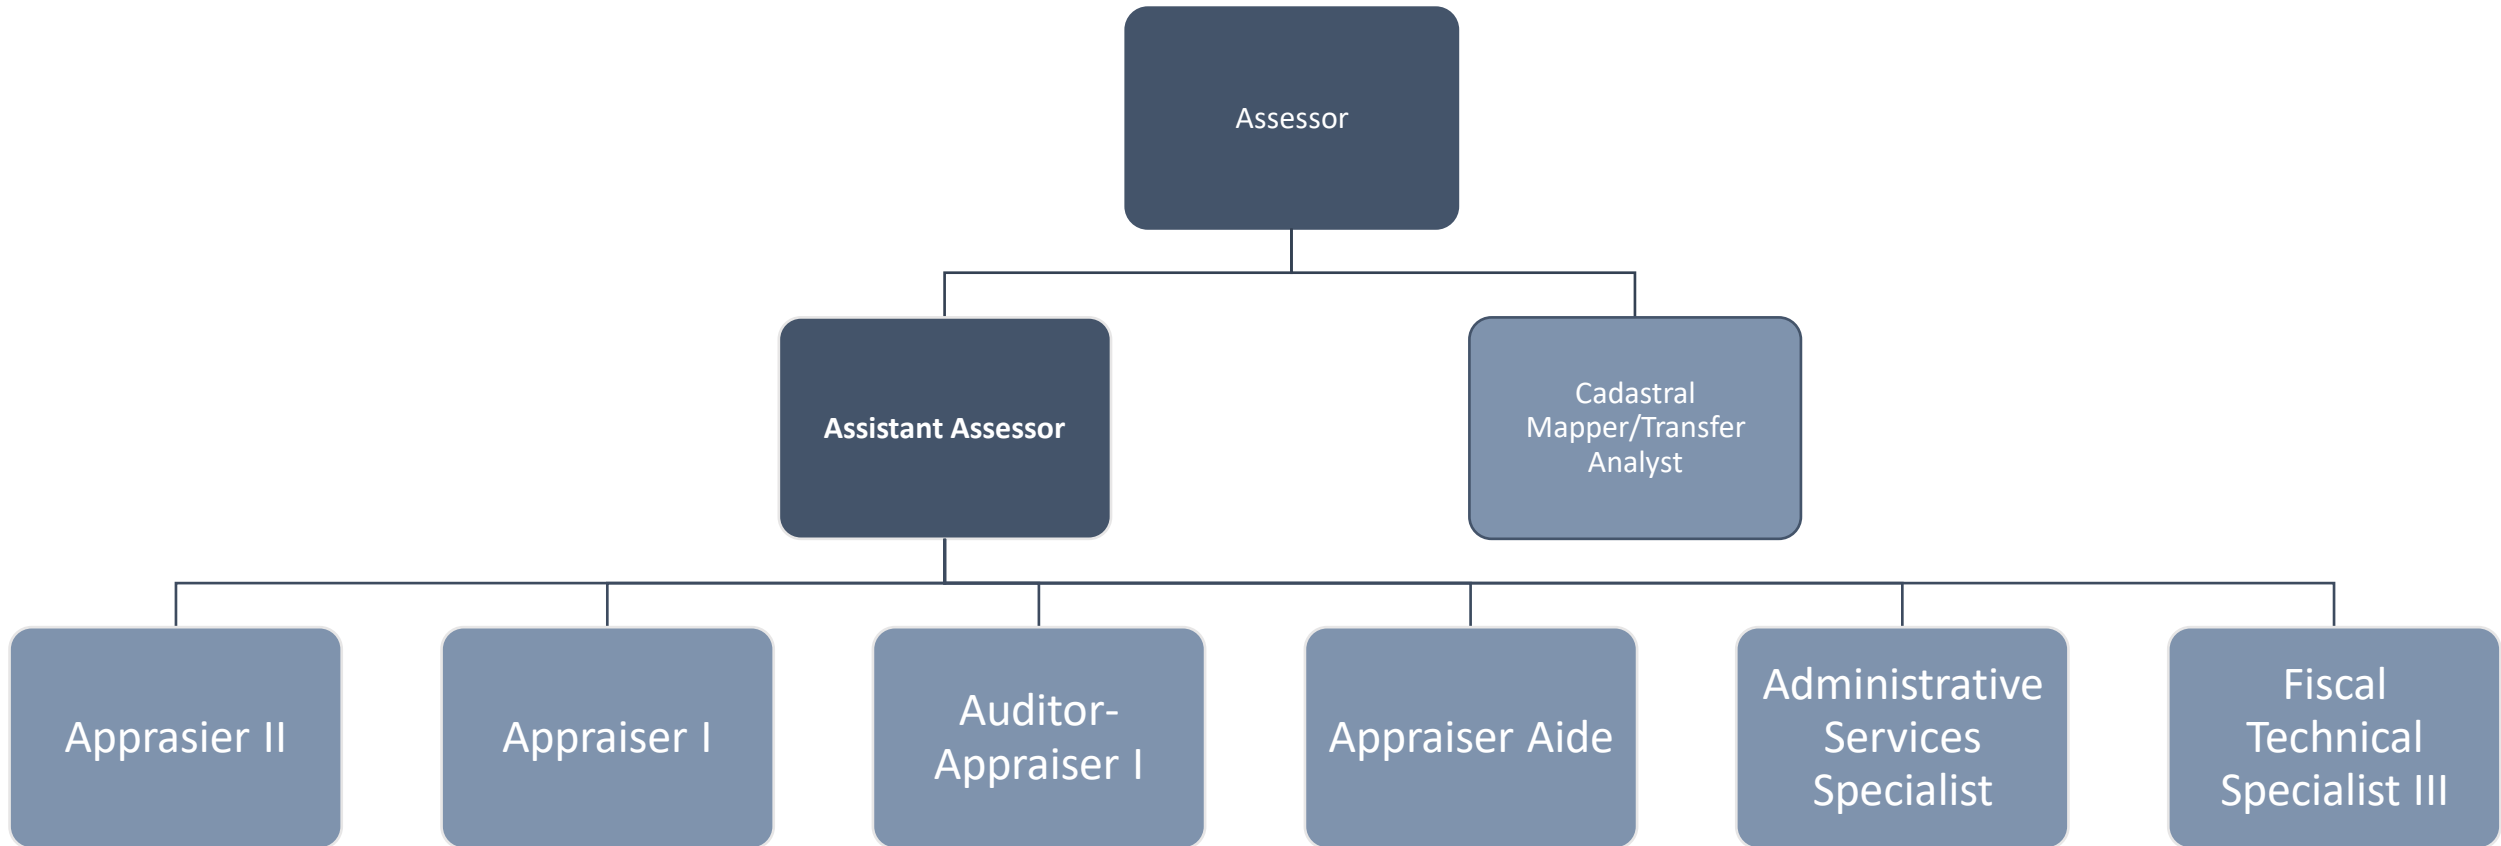 Assessor
Assistant Assessor
Cadastral
Mapper/Transfer
Analyst
Apprasier II
Appraiser I
Auditor-
Appraiser I
Appraiser Aide
Administrative
Services
Specialist
Fiscal
Technical
Specialist III